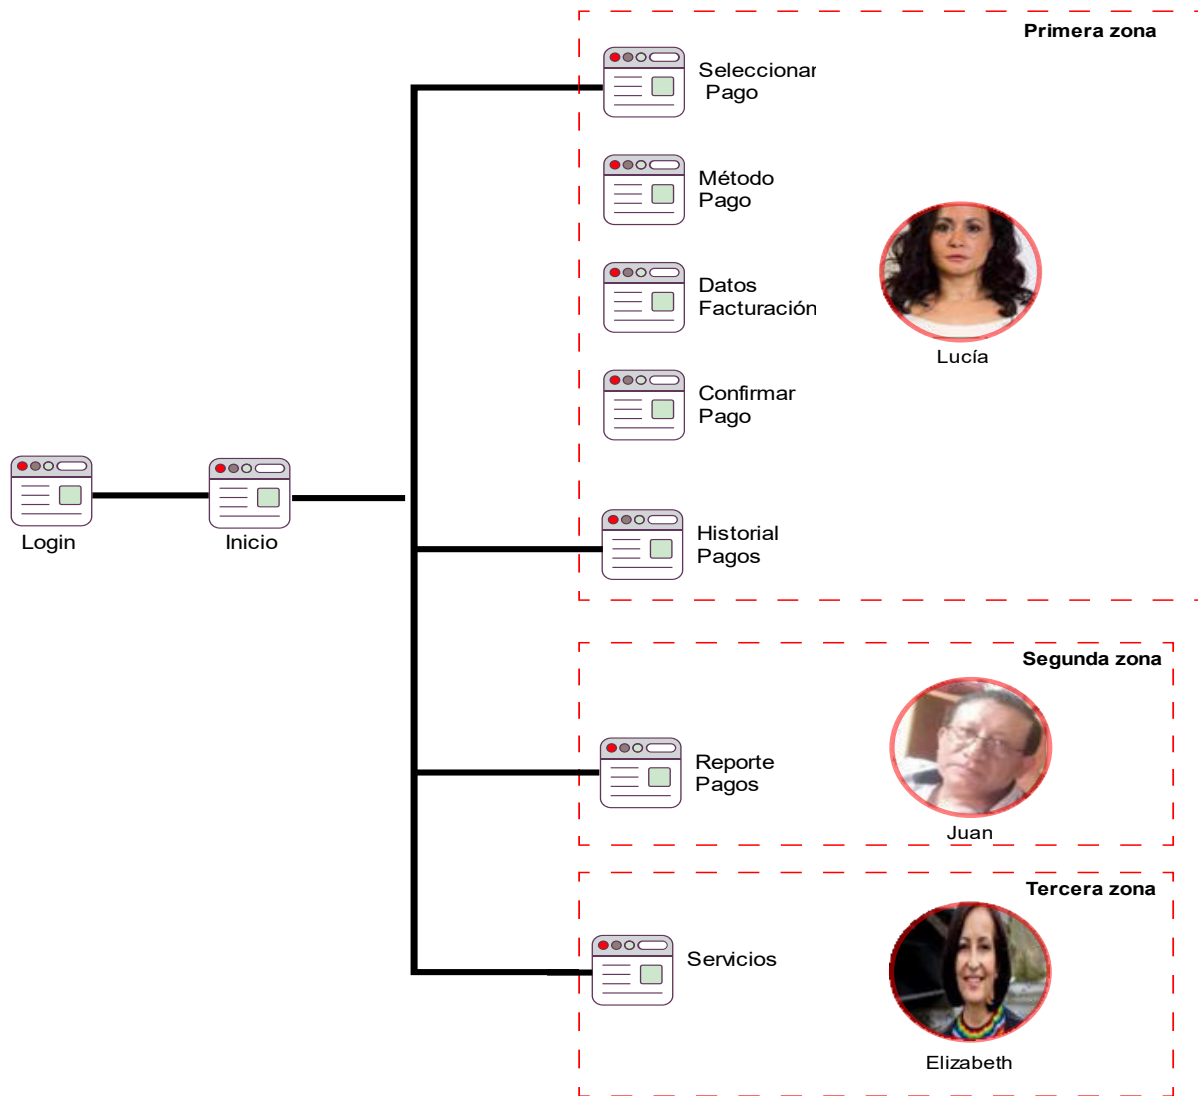 Primera zona
Seleccionar
Pago
Método
Pago
Datos
Facturación
Lucía
Confirmar
Pago
Login
Inicio
Historial
Pagos
Segunda zona
Reporte
Pagos
Juan
Tercera zona
Servicios
Elizabeth